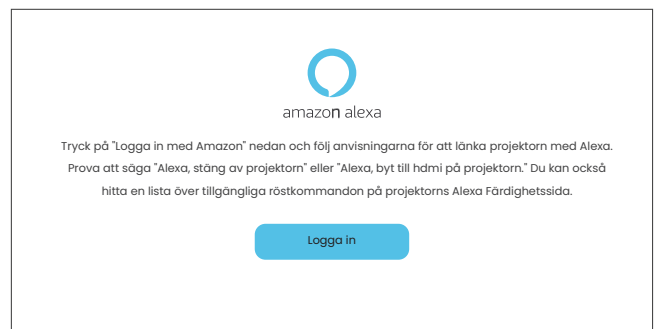 amazon alexa
Tryck på "Logga in med Amazon" nedan och följ anvisningarna för att länka projektorn med Alexa.
Prova att säga "Alexa, stäng av projektorn" eller "Alexa, byt till hdmi på projektorn." Du kan också
hitta en lista över tillgängliga röstkommandon på projektorns Alexa Färdighetssida.
Logga in